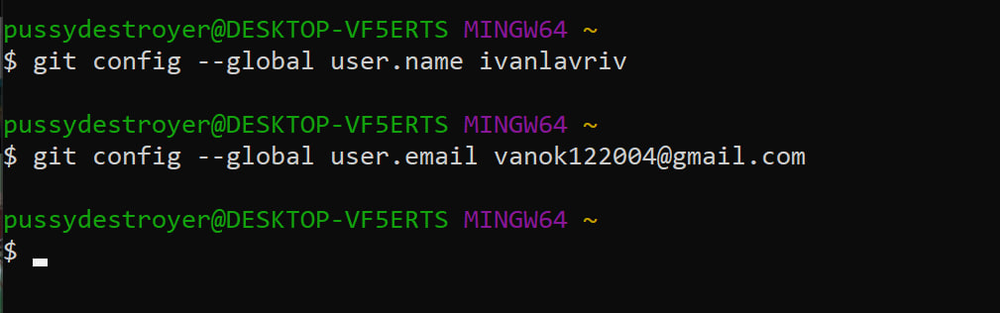 pussydestroyer@DESKTOP-VF5ERTS MINGW64 ~
$ git config --global user.name ivanlavriv
pussydestroyer@DESKTOP-VF5ERTS MINGW64 ~
$ git config --global user.email vanok122004@gmail.com
pussydestroyer@DESKTOP-VF5ERTS MINGW64 ~
$